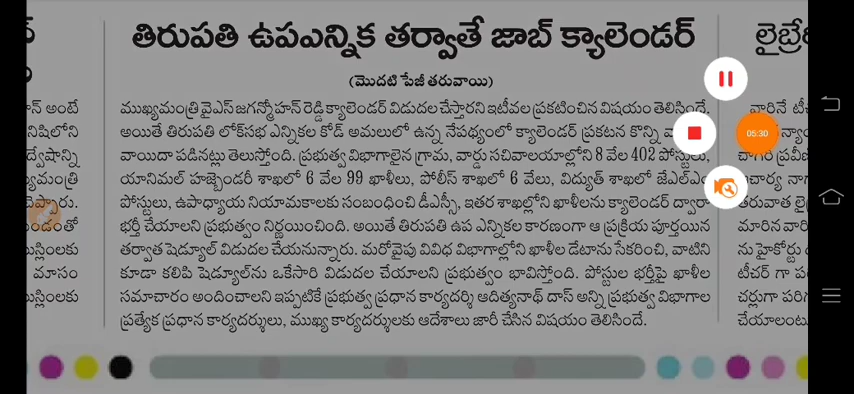 తిరుపతి ఉపఎన్నిక తర్వాతే జాబ్ క్యాలెండర్
(మొదటి పేజీ తరువాయి)
ముఖ్యమంత్రి వైఎస్ జగన్మోహన్ రెడ్డి క్యాలెండర్ విడుదల చేస్తారని ఇటీవల ప్రకటించిన విషయం తెలిసిందే.
అయితే తిరుపతి లోక్‌సభ ఎన్నికల కోడ్ అమలులో ఉన్న నేపథ్యంలో క్యాలెండర్ ప్రకటన కొన్ని
వాయిదా పడినట్లు తెలుస్తోంది. ప్రభుత్వ విభాగాలైన గ్రామ, వార్డు సచివాలయాల్లోని 8 వేల 402 పోస్టులు,
యానిమల్ హజ్బెండరీ శాఖలో 6 వేల 99 ఖాళీలు, పోలీస్ శాఖలో 6 వేలు, విద్యుత్ శాఖలో జేఎల్ఎం
పోస్టులు, ఉపాధ్యాయ నియామకాలకు సంబంధించి డీఎస్సీ, ఇతర శాఖల్లోని ఖాళీలను క్యాలెండర్ ద్వారా
భర్తీ చేయాలని ప్రభుత్వం నిర్ణయించింది. అయితే తిరుపతి ఉప ఎన్నికల కారణంగా ఆ ప్రక్రియ పూర్తయిన
తర్వాత షెడ్యూల్ విడుదల చేయనున్నారు. మరోవైపు వివిధ విభాగాల్లోని ఖాళీల డేటాను సేకరించి, వాటిని
కూడా కలిపి షెడ్యూల్‌ను ఒకేసారి విడుదల చేయాలని ప్రభుత్వం భావిస్తోంది. పోస్టుల భర్తీపై ఖాళీల
సమాచారం అందించాలని ఇప్పటికే ప్రభుత్వ ప్రధాన కార్యదర్శి ఆదిత్యనాథ్ దాస్ అన్ని ప్రభుత్వ విభాగాల
ప్రత్యేక ప్రధాన కార్యదర్శులు, ముఖ్య కార్యదర్శులకు ఆదేశాలు జారీ చేసిన విషయం తెలిసిందే.
05:30